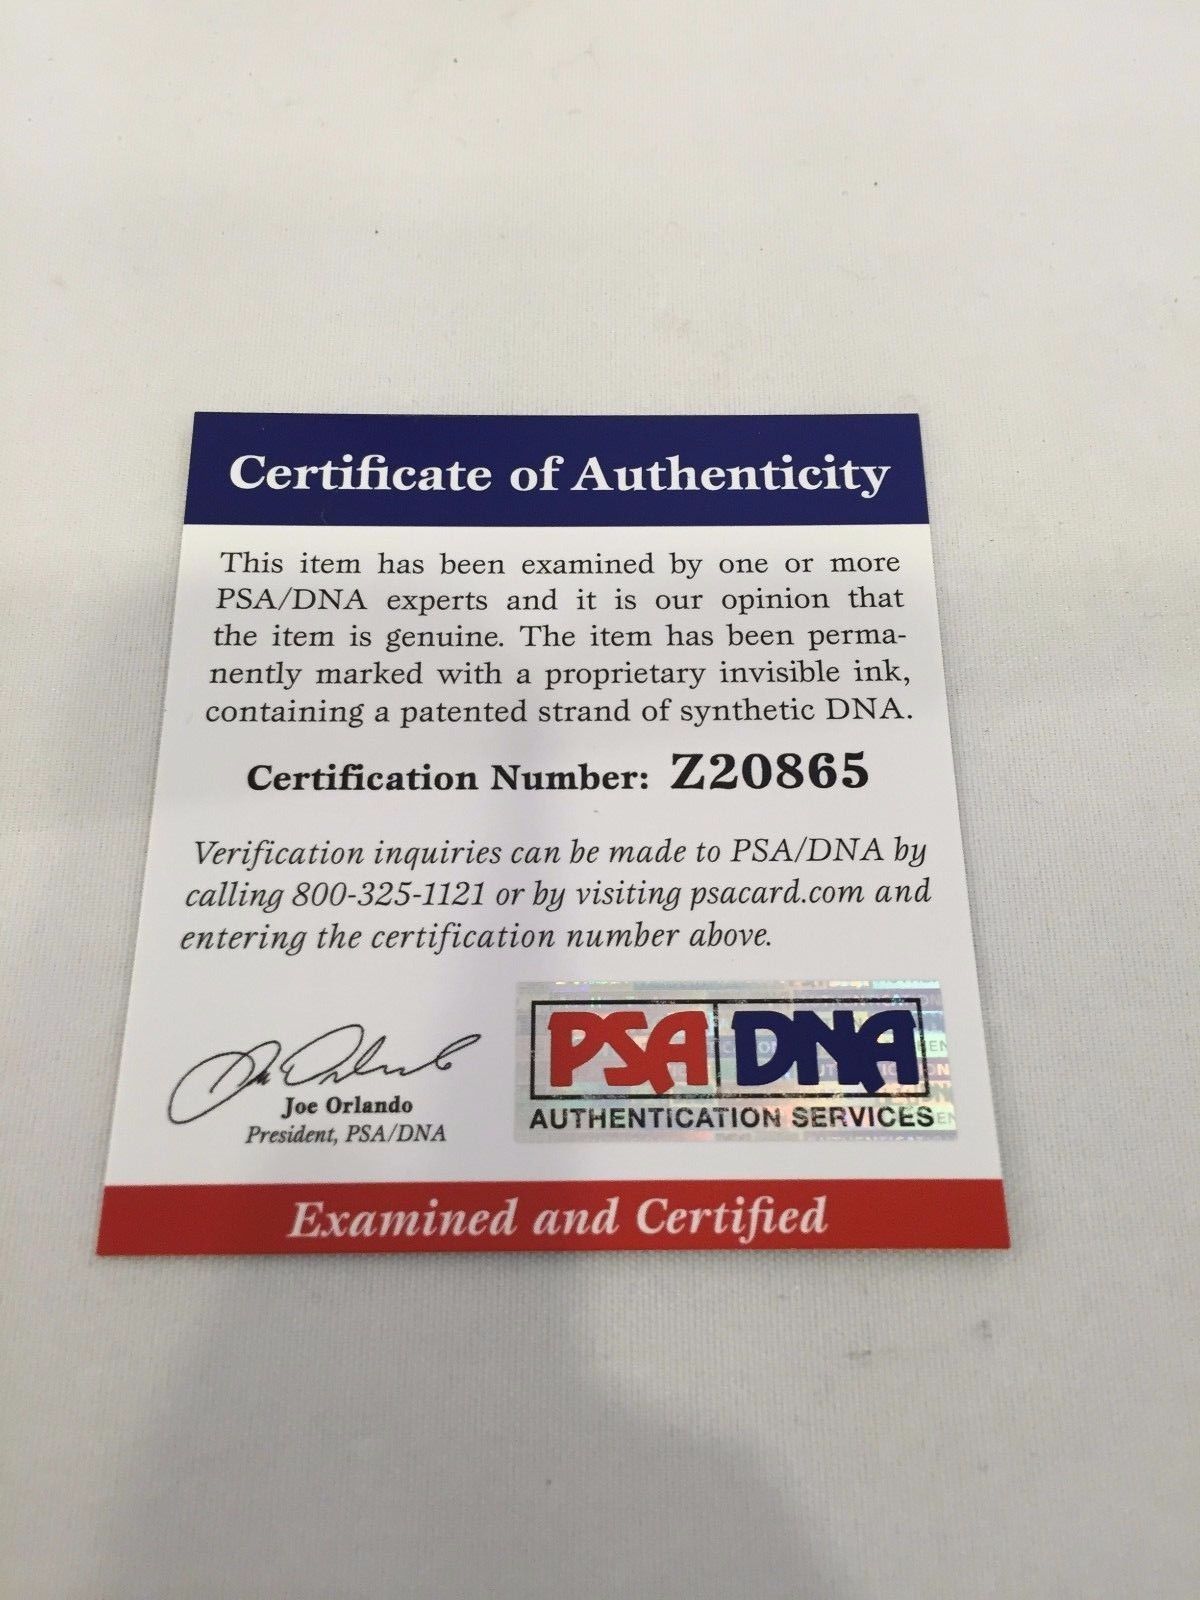 Certificate of Authenticity
This item has been examined by one or more
PSA/DNA experts and it is our opinion that
the item is genuine. The item has been perma-
nently marked with a proprietary invisible ink,
containing a patented strand of synthetic DNA.
Certification Number: Z20865
Verification inquiries can be made to PSA/DNA by
calling 800-325-1121 or by visiting psacard.com and
entering the certification number above.
Joe Orlando
President, PSA/DNA
PSA DNA
AUTHENTICATION SERVICES
Examined and Certified